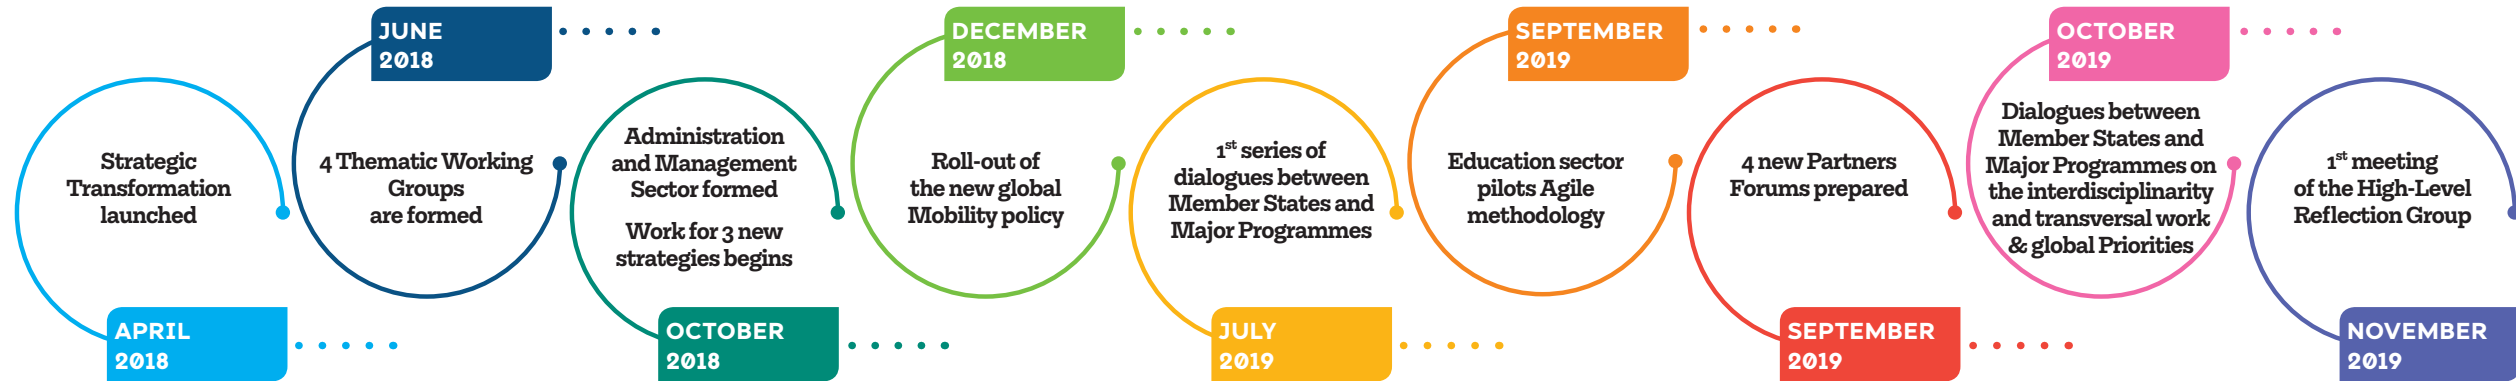 APRIL
2018
Strategic
Transformation
launched
JUNE
2018
4 Thematic Working
Groups
are formed
OCTOBER
2018
Administration
and Management
Sector formed
Work for 3 new
strategies begins
DECEMBER
2018
Roll-out of
the new global
Mobility policy
JULY
2019
1st series of
dialogues between
Member States and
Major Programmes
SEPTEMBER
2019
Education sector
pilots Agile
methodology
SEPTEMBER
2019
4 new Partners
Forums prepared
OCTOBER
2019
Dialogues between
Member States and
Major Programmes on
the interdisciplinarity
and transversal work
& global Priorities
NOVEMBER
2019
1st meeting
of the High-Level
Reflection Group